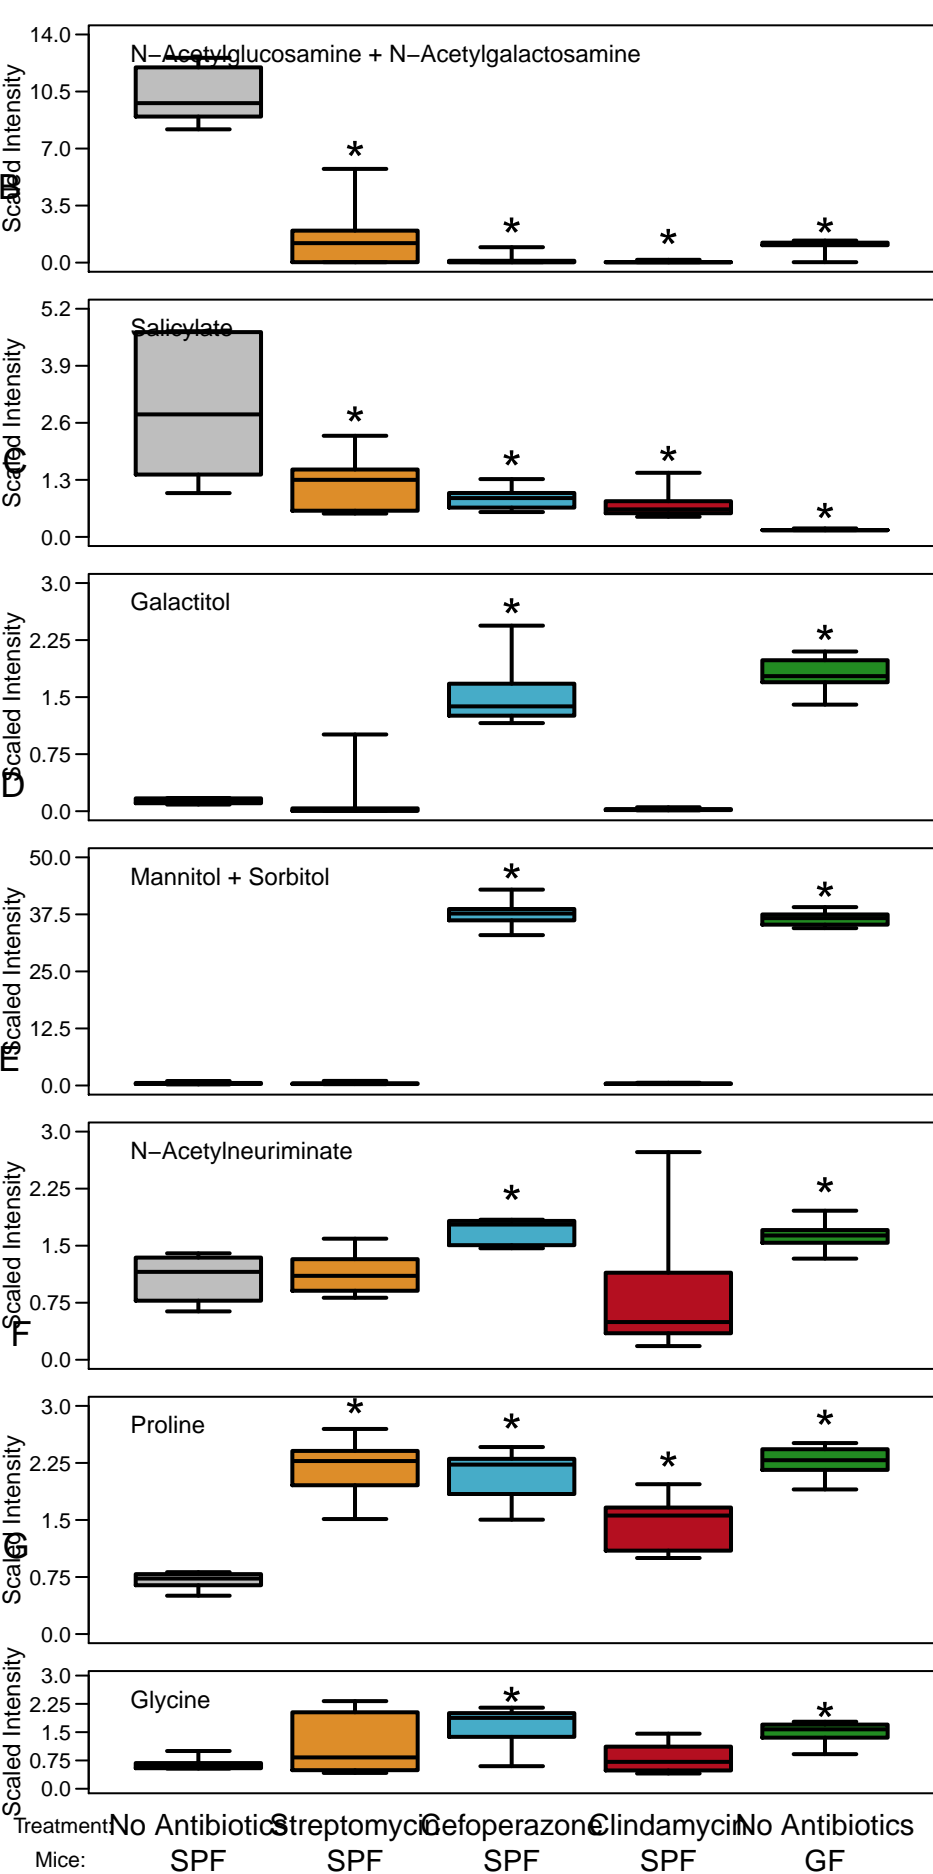 14.0
N−Acetylglucosamine + N−Acetylgalactosamine
10.5
7.0
3.5
0.0
Scaled Intensity
*
*
*
*
B
5.2
Salicylate
3.9
2.6
1.3
0.0
Scaled Intensity
*
*
*
*
C
3.0
Galactitol
2.25
1.5
0.75
0.0
Scaled Intensity
*
*
D
50.0
Mannitol + Sorbitol
37.5
25.0
12.5
0.0
Scaled Intensity
*
*
E
3.0
N−Acetylneuriminate
2.25
1.5
0.75
0.0
Scaled Intensity
*
*
F
3.0
Proline
2.25
1.5
0.75
0.0
Scaled Intensity
*
*
*
*
G
3.0
Glycine
2.25
1.5
0.75
0.0
Scaled Intensity
*
*
Treatment: No Antibiotics Streptomycin Cefoperazone Clindamycin No Antibiotics
Mice: SPF SPF SPF SPF GF